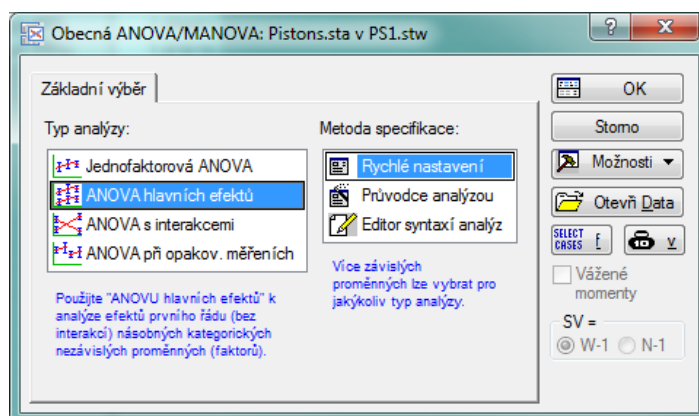 Obecná ANOVA/MANOVA: Pistons.sta v PS1.stw
? X
Základní výběr
Typ analýzy:
Jednofaktorová ANOVA
ANOVA hlavních efektů
ANOVA s interakcemi
ANOVA při opakov. měřeních
Použijte "ANOVU hlavních efektů" k
analýze efektů prvního řádu (bez
interakcí) násobných kategorických
nezávislých proměnných (faktorů).
Metoda specifikace:
Rychlé nastavení
Průvodce analýzou
Editor syntaxí analýz
Více závislých
proměnných lze vybrat pro
jakýkoliv typ analýzy.
OK
Storno
Možnosti
Otevři Data
SELECT
CASES f
v
Vážené
momenty
SV =
W-1 N-1